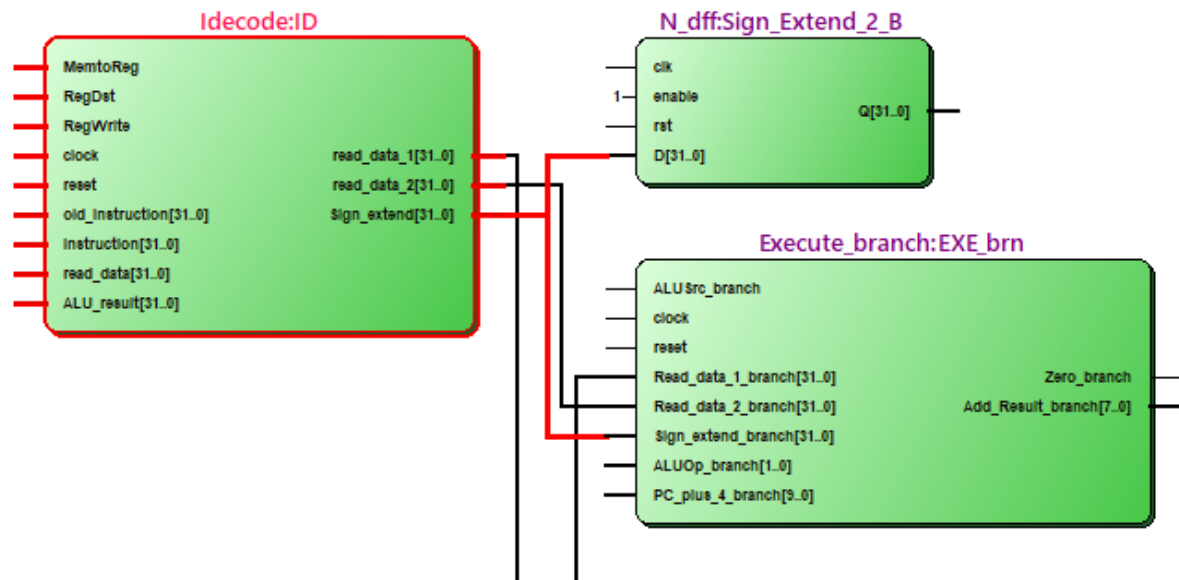 Idecode:ID
MemtoReg
RegDst
RegWrite
clock
reset
old_instruction[31..0]
Instruction[31..0]
read_data[31..0]
ALU_result[31..0]
read_data_1[31..0]
read_data_2[31..0]
Sign_extend[31..0]
N_dff:Sign_Extend_2_B
clk
1
enable
rst
D[31..0]
Q[31..0]
Execute_branch:EXE_brn
ALUSrc_branch
clock
reset
Read_data_1_branch[31..0]
Read_data_2_branch[31..0]
Sign_extend_branch[31..0]
ALUOp_branch[1..0]
PC_plus_4_branch[9..0]
Zero_branch
Add_Result_branch[7..0]